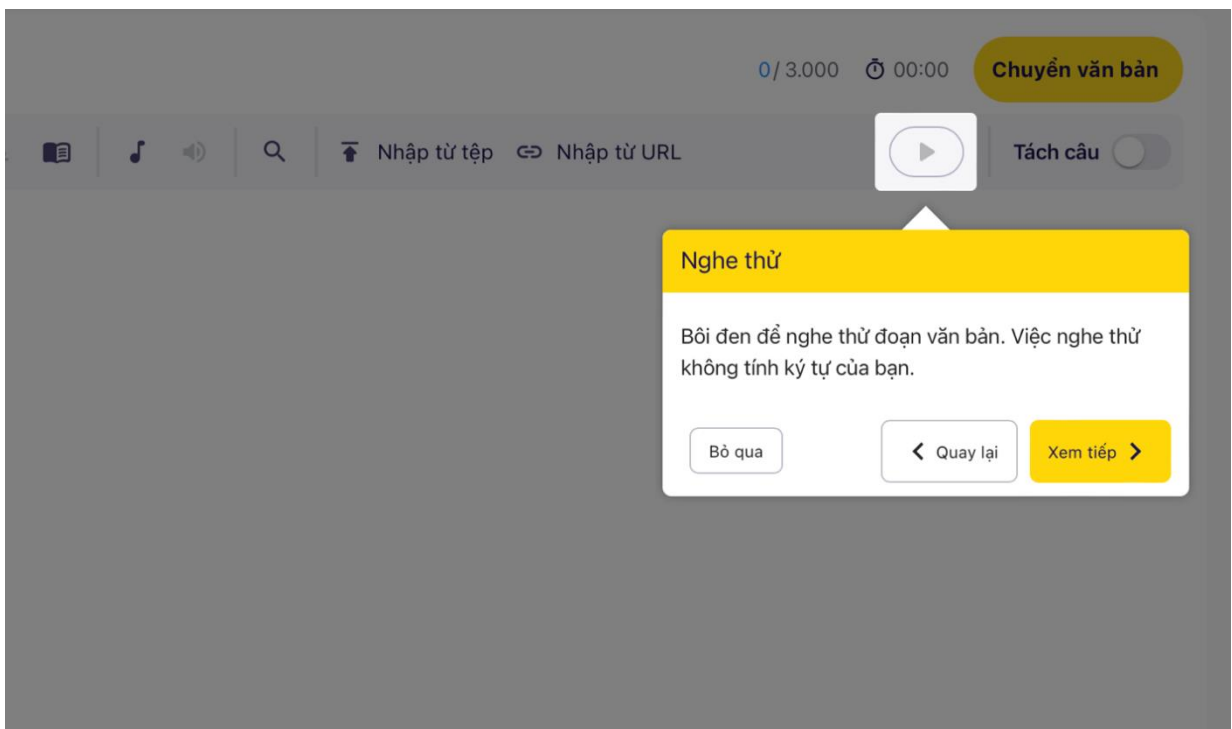 0/ 3.000 00:00 Chuyển văn bản
Nhập từ tệp Nhập từ URL Tách câu
Nghe thử
Bôi đen để nghe thử đoạn văn bản. Việc nghe thử
không tính ký tự của bạn.
Bỏ qua Quay lại Xem tiếp